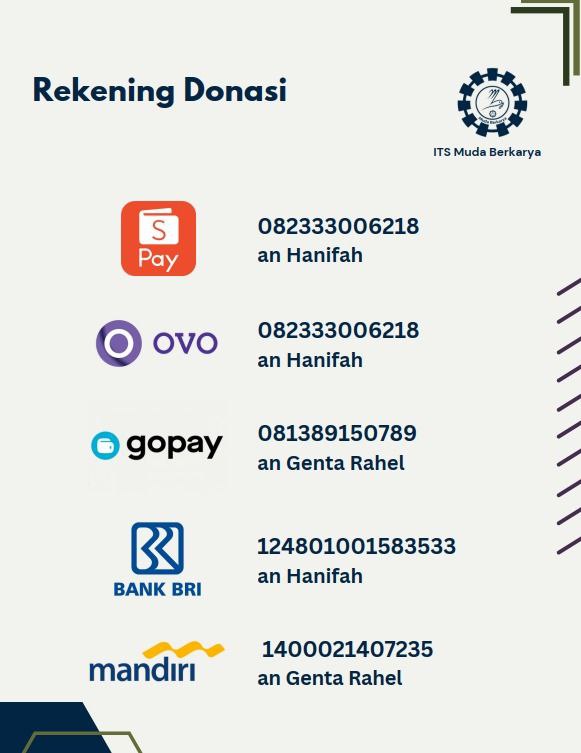 Rekening Donasi
ITS Muda Berkarya
S
Pay
082333006218
an Hanifah
OVO
082333006218
an Hanifah
gopay
081389150789
an Genta Rahel
BANK BRI
124801001583533
an Hanifah
mandırı
1400021407235
an Genta Rahel